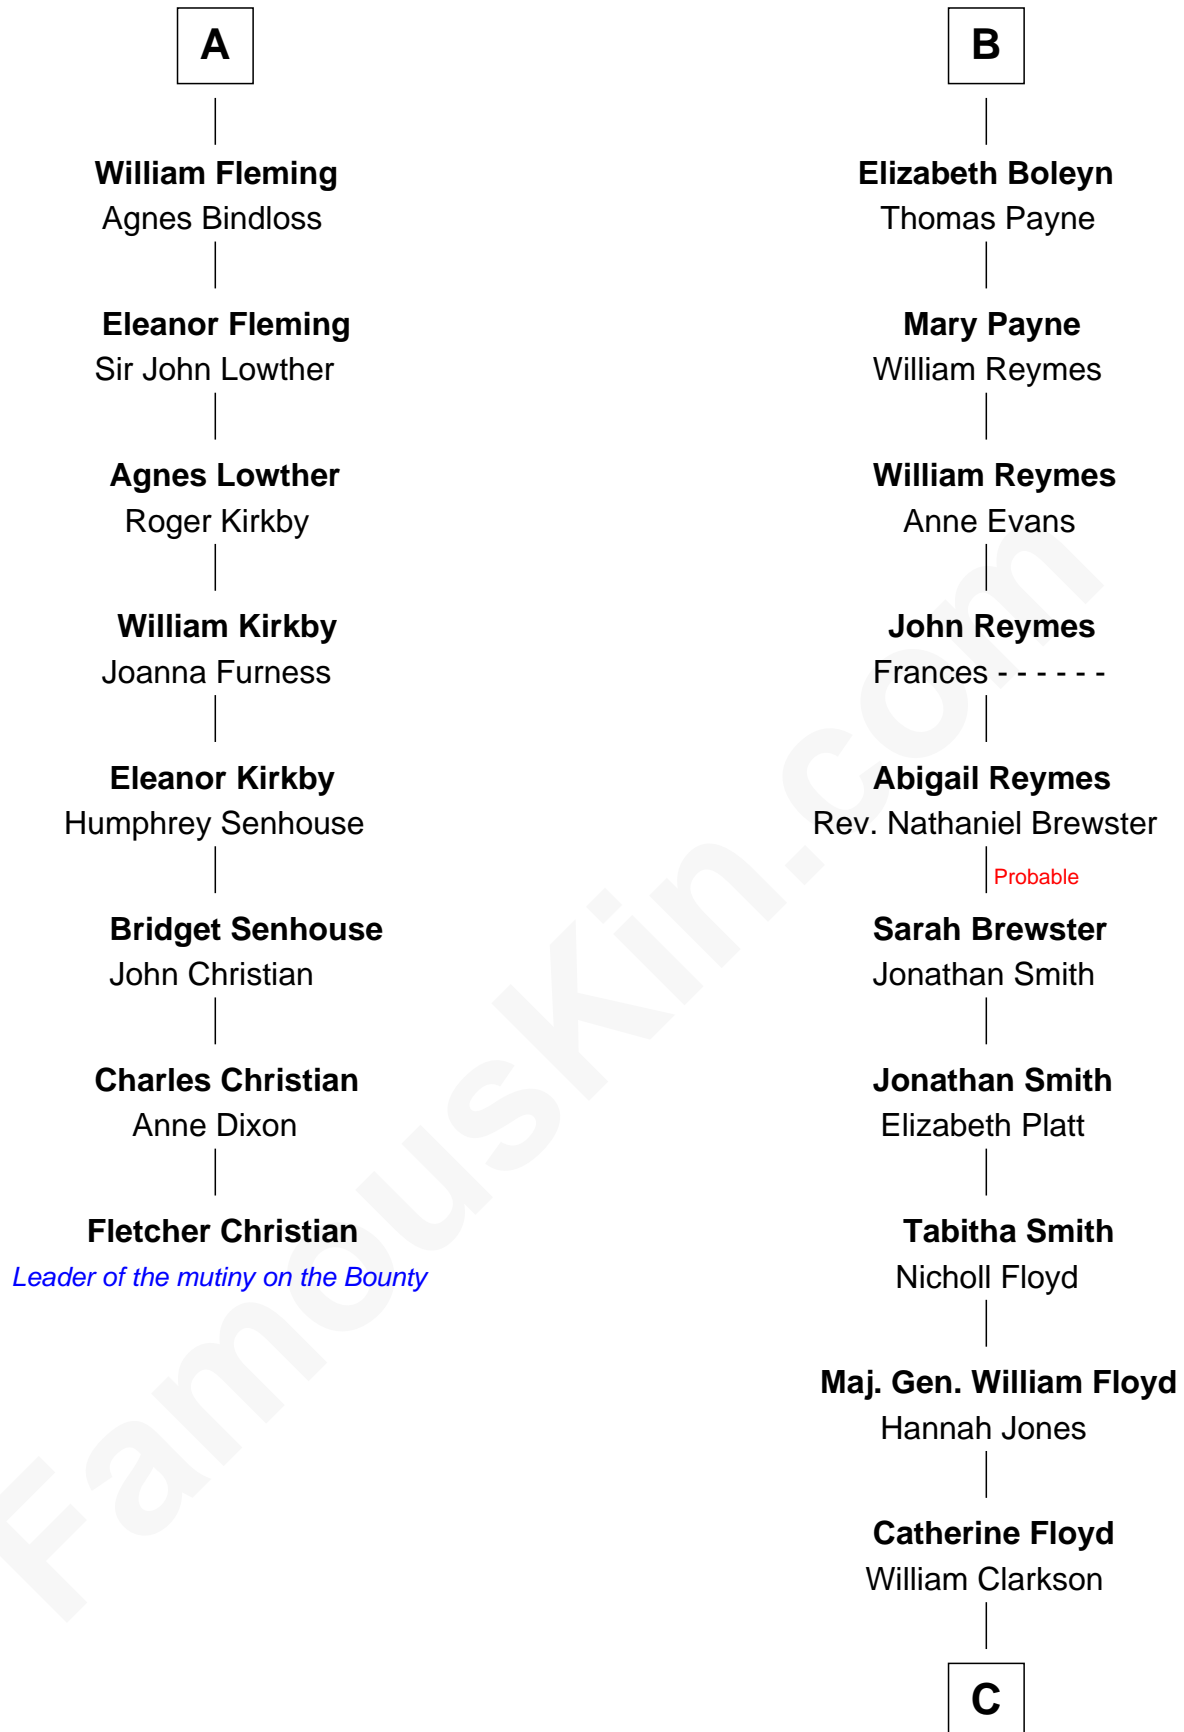 A
William Fleming
Agnes Bindloss
Eleanor Fleming
Sir John Lowther
Agnes Lowther
Roger Kirkby
William Kirkby
Joanna Furness
Eleanor Kirkby
Humphrey Senhouse
Bridget Senhouse
John Christian
Charles Christian
Anne Dixon
Fletcher Christian
Leader of the mutiny on the Bounty
B
Elizabeth Boleyn
Thomas Payne
Mary Payne
William Reymes
William Reymes
Anne Evans
John Reymes
Frances - - - - - -
Abigail Reymes
Rev. Nathaniel Brewster
Probable
Sarah Brewster
Jonathan Smith
Jonathan Smith
Elizabeth Platt
Tabitha Smith
Nicholl Floyd
Maj. Gen. William Floyd
Hannah Jones
Catherine Floyd
William Clarkson
C
FamousKin.com